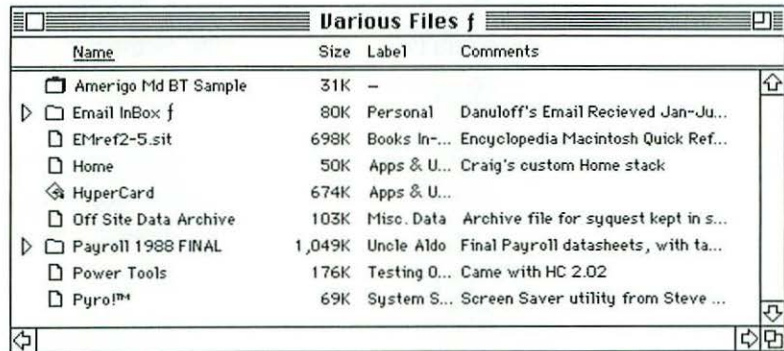 Various Files ƒ
Name Size Label Comments
Amerigo Md BT Sample 31K –
Email InBox ƒ 80K Personal Danuloff's Email Recieved Jan-Ju...
EMref2-5.sit 698K Books In-... Encyclopedia Macintosh Quick Ref...
Home 50K Apps & U... Craig's custom Home stack
HyperCard 674K Apps & U...
Off Site Data Archive 103K Misc. Data Archive file for syquest kept in s...
Payroll 1988 FINAL 1,049K Uncle Aldo Final Payroll datasheets, with ta...
Power Tools 176K Testing O... Came with HC 2.02
Pyro!™ 69K System S... Screen Saver utility from Steve ...